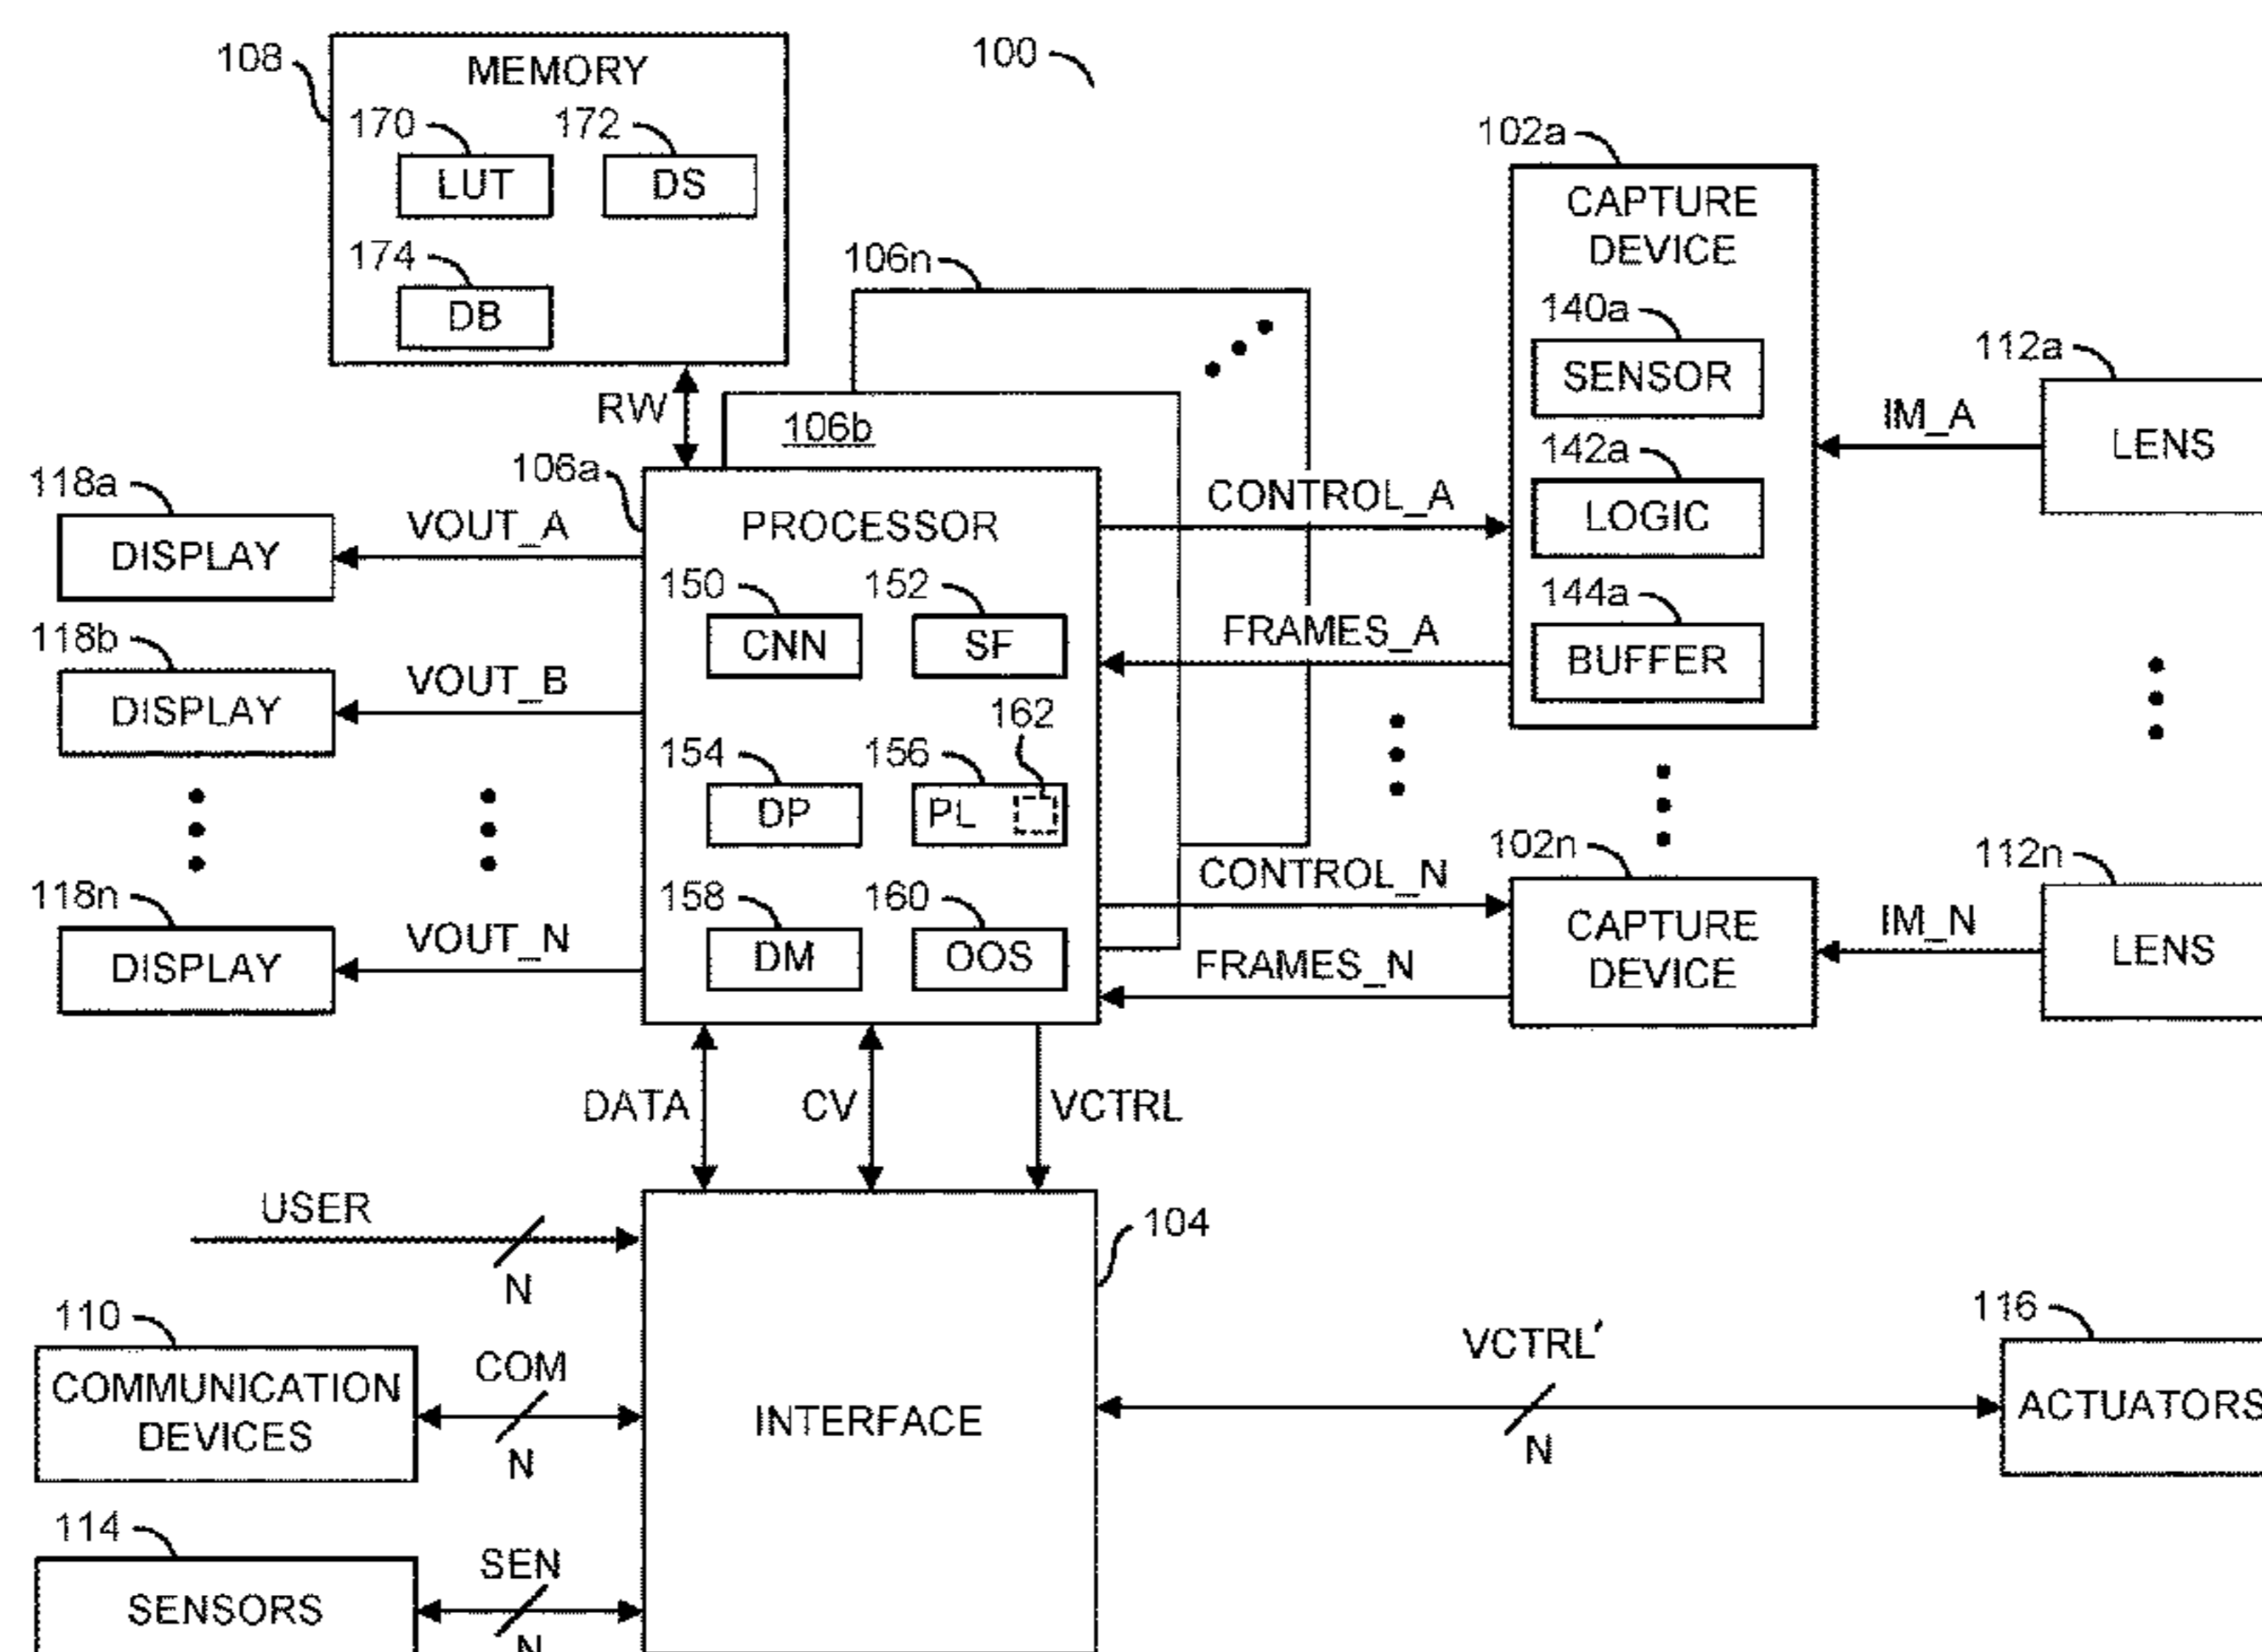 108
MEMORY
100
170
172
LUT
DS
174
DB
106n
102a
CAPTURE
DEVICE
140a
SENSOR
142a
LOGIC
144a
BUFFER
112a
IM_A
LENS
RW
106b
106a
PROCESSOR
CONTROL_A
FRAMES_A
118a
DISPLAY
VOUT_A
118b
DISPLAY
VOUT_B
150
152
CNN
SF
162
154
156
DP
PL
158
160
DM
OOS
118n
DISPLAY
VOUT_N
CONTROL_N
FRAMES_N
102n
CAPTURE
DEVICE
112n
IM_N
LENS
DATA
CV
VCTRL
USER
N
104
110
COMMUNICATION
DEVICES
COM
N
INTERFACE
VCTRL'
N
116
ACTUATORS
114
SENSORS
SEN
N